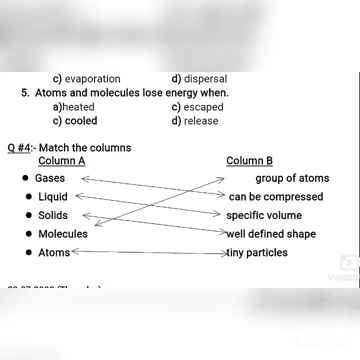 c) evaporation d) dispersal
5. Atoms and molecules lose energy when.
a)heated c) escaped
c) cooled d) release
Q #4:- Match the columns
Column A Column B
Gases group of atoms
Liquid can be compressed
Solids specific volume
Molecules well defined shape
Atoms tiny particles